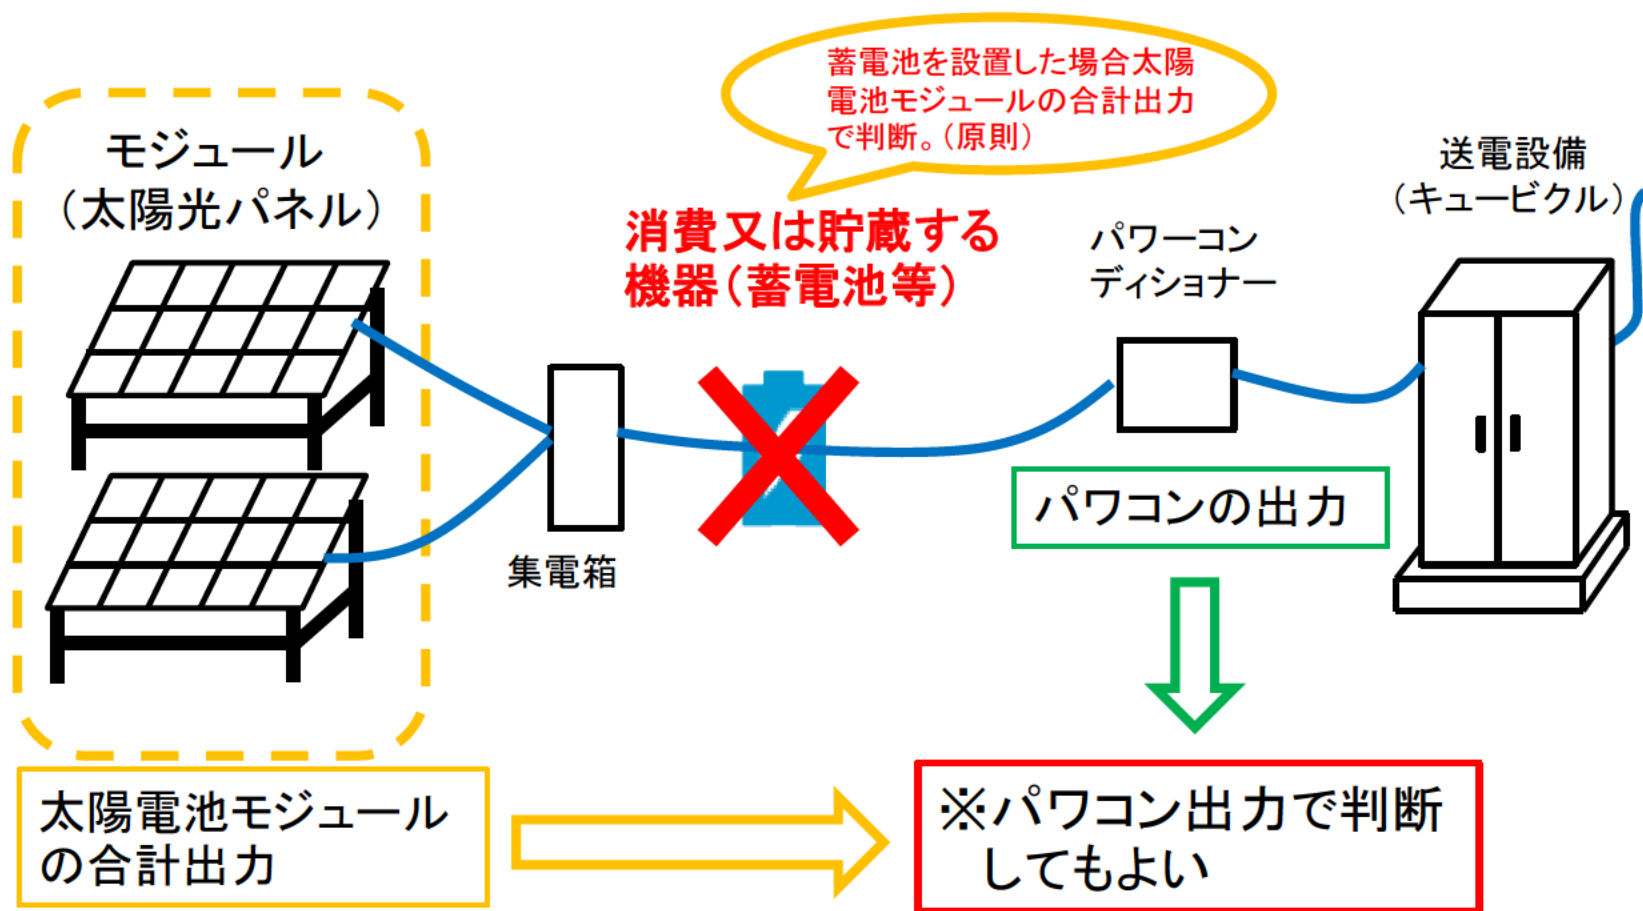 蓄電池を設置した場合太陽
電池モジュールの合計出力
で判断。（原則）
モジュール
（太陽光パネル）
消費又は貯蔵する
機器（蓄電池等）
パワーコン
ディショナー
送電設備
（キュービクル）
集電箱
パワコンの出力
太陽電池モジュール
の合計出力
※パワコン出力で判断
してもよい